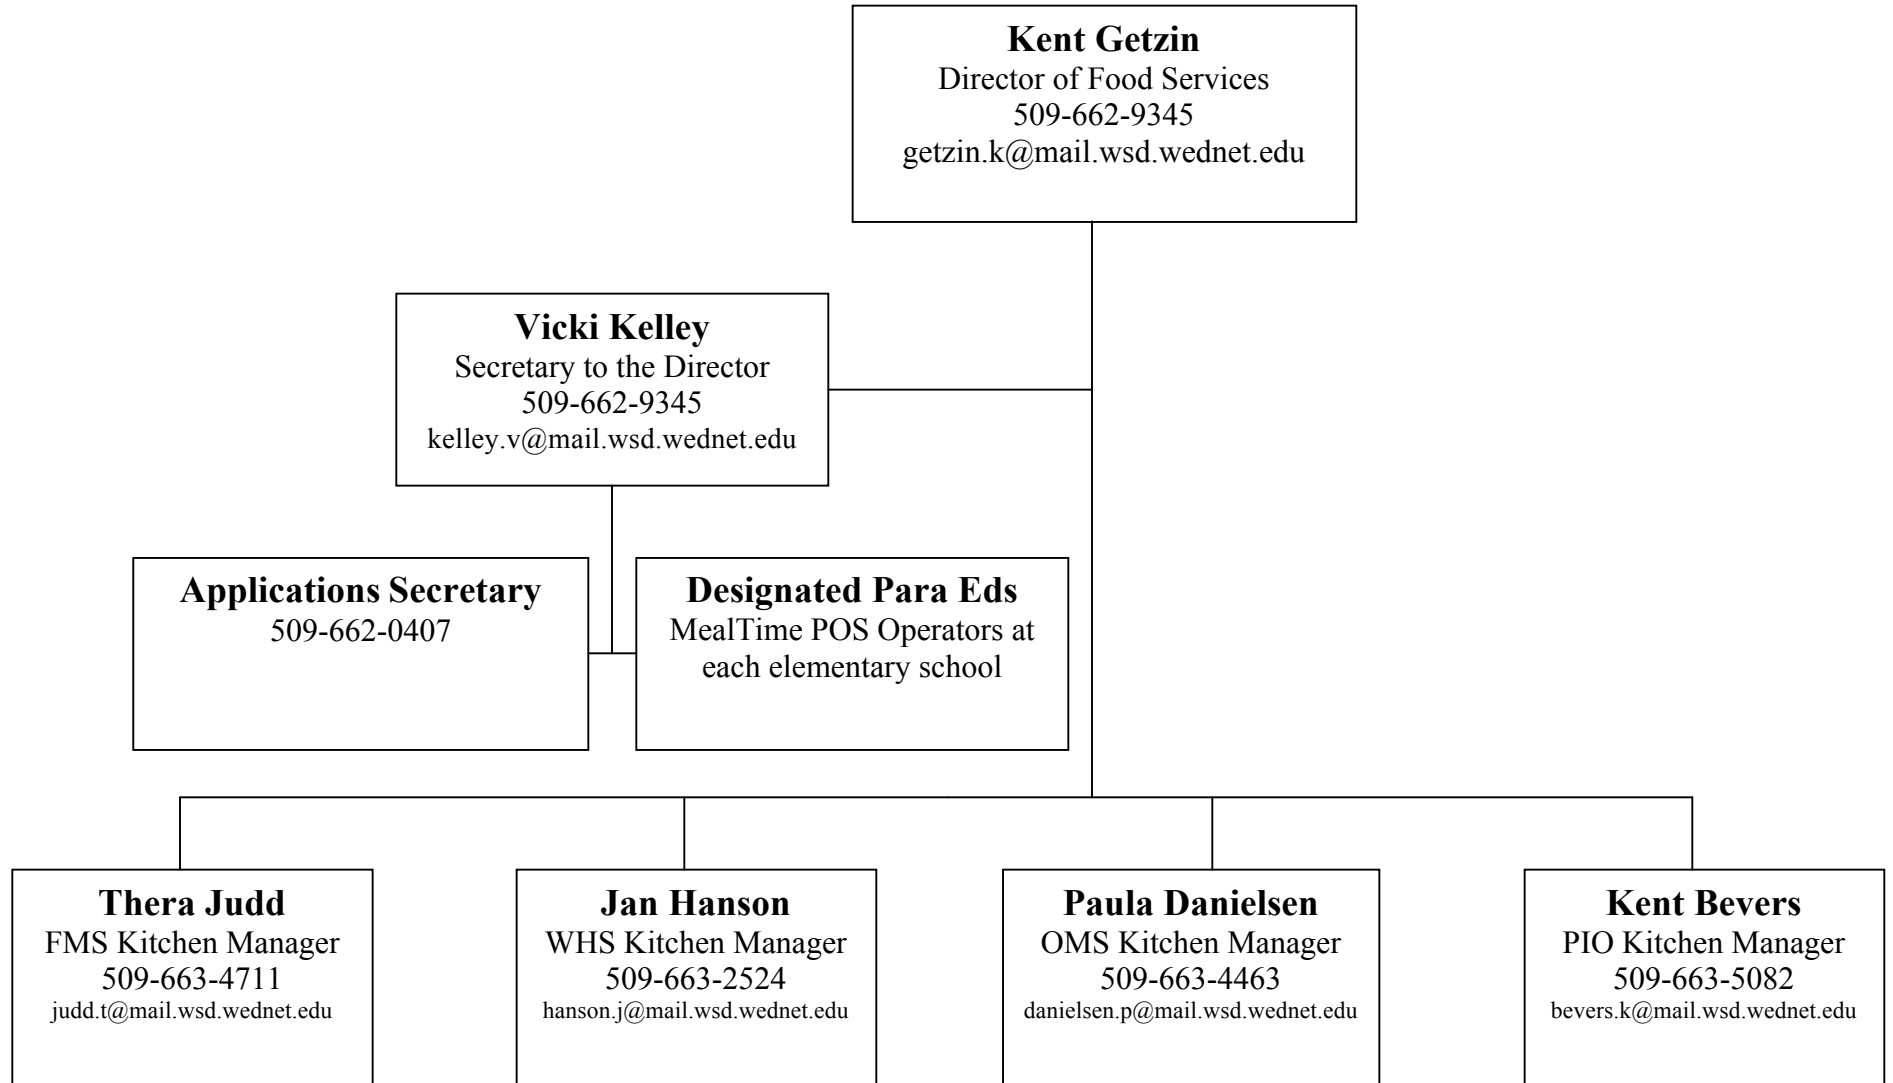 Kent Getzin
Director of Food Services
509-662-9345
getzin.k@mail.wsd.wednet.edu
Vicki Kelley
Secretary to the Director
509-662-9345
kelley.v@mail.wsd.wednet.edu
Applications Secretary
509-662-0407
Designated Para Eds
MealTime POS Operators at
each elementary school
Thera Judd
FMS Kitchen Manager
509-663-4711
judd.t@mail.wsd.wednet.edu
Jan Hanson
WHS Kitchen Manager
509-663-2524
hanson.j@mail.wsd.wednet.edu
Paula Danielsen
OMS Kitchen Manager
509-663-4463
danielsen.p@mail.wsd.wednet.edu
Kent Bevers
PIO Kitchen Manager
509-663-5082
bevers.k@mail.wsd.wednet.edu